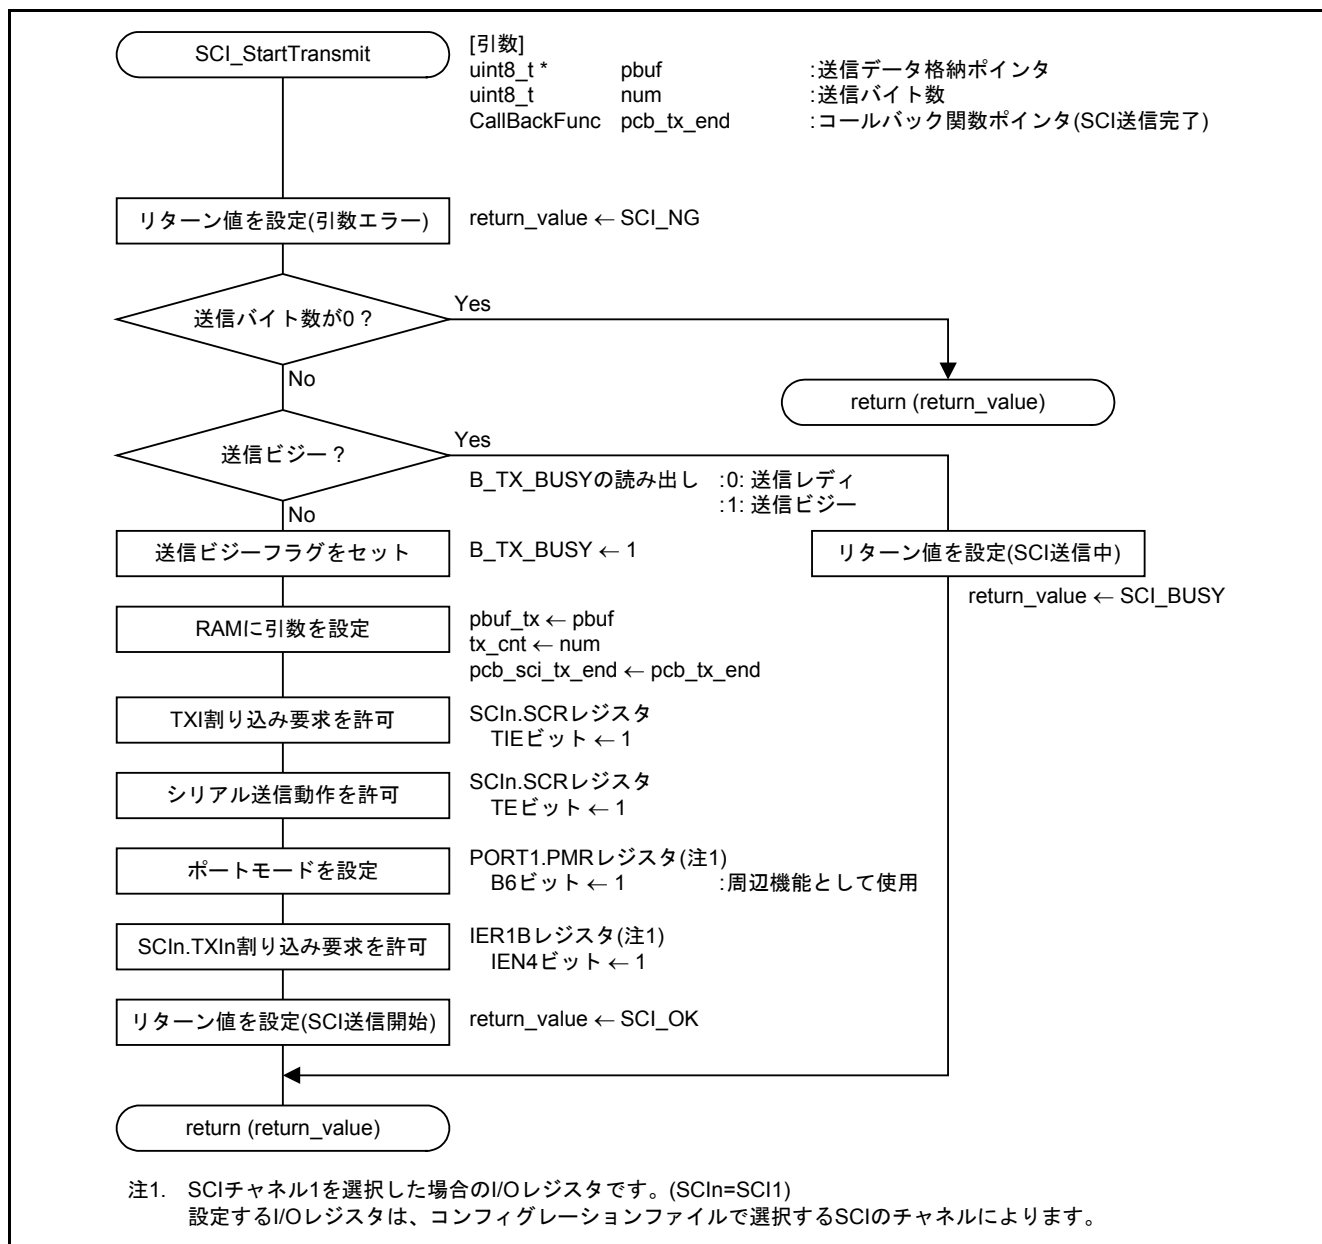 SCI_StartTransmit
[引数]
uint8_t * pbuf :送信データ格納ポインタ
uint8_t num :送信バイト数
CallBackFunc pcb_tx_end :コールバック関数ポインタ(SCI送信完了)
リターン値を設定(引数エラー) return_value ← SCI_NG
送信バイト数が0 ?
Yes
No
return (return_value)
送信ビジー ?
Yes
B_TX_BUSYの読み出し :0: 送信レディ
:1: 送信ビジー
No
送信ビジーフラグをセット B_TX_BUSY ← 1
リターン値を設定(SCI送信中)
return_value ← SCI_BUSY
RAMに引数を設定 pbuf_tx ← pbuf
tx_cnt ← num
pcb_sci_tx_end ← pcb_tx_end
TXI割り込み要求を許可 SCIn.SCRレジスタ
TIEビット ← 1
シリアル送信動作を許可 SCIn.SCRレジスタ
TEビット ← 1
ポートモードを設定 PORT1.PMRレジスタ(注1)
B6ビット ← 1 :周辺機能として使用
SCIn.TXIn割り込み要求を許可 IER1Bレジスタ(注1)
IEN4ビット ← 1
リターン値を設定(SCI送信開始) return_value ← SCI_OK
return (return_value)
注1. SCIチャネル1を選択した場合のI/Oレジスタです。(SCIn=SCI1)
設定するI/Oレジスタは、コンフィグレーションファイルで選択するSCIのチャネルによります。